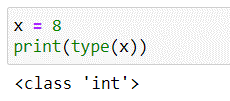 x = 8
print(type(x))
<class 'int'>